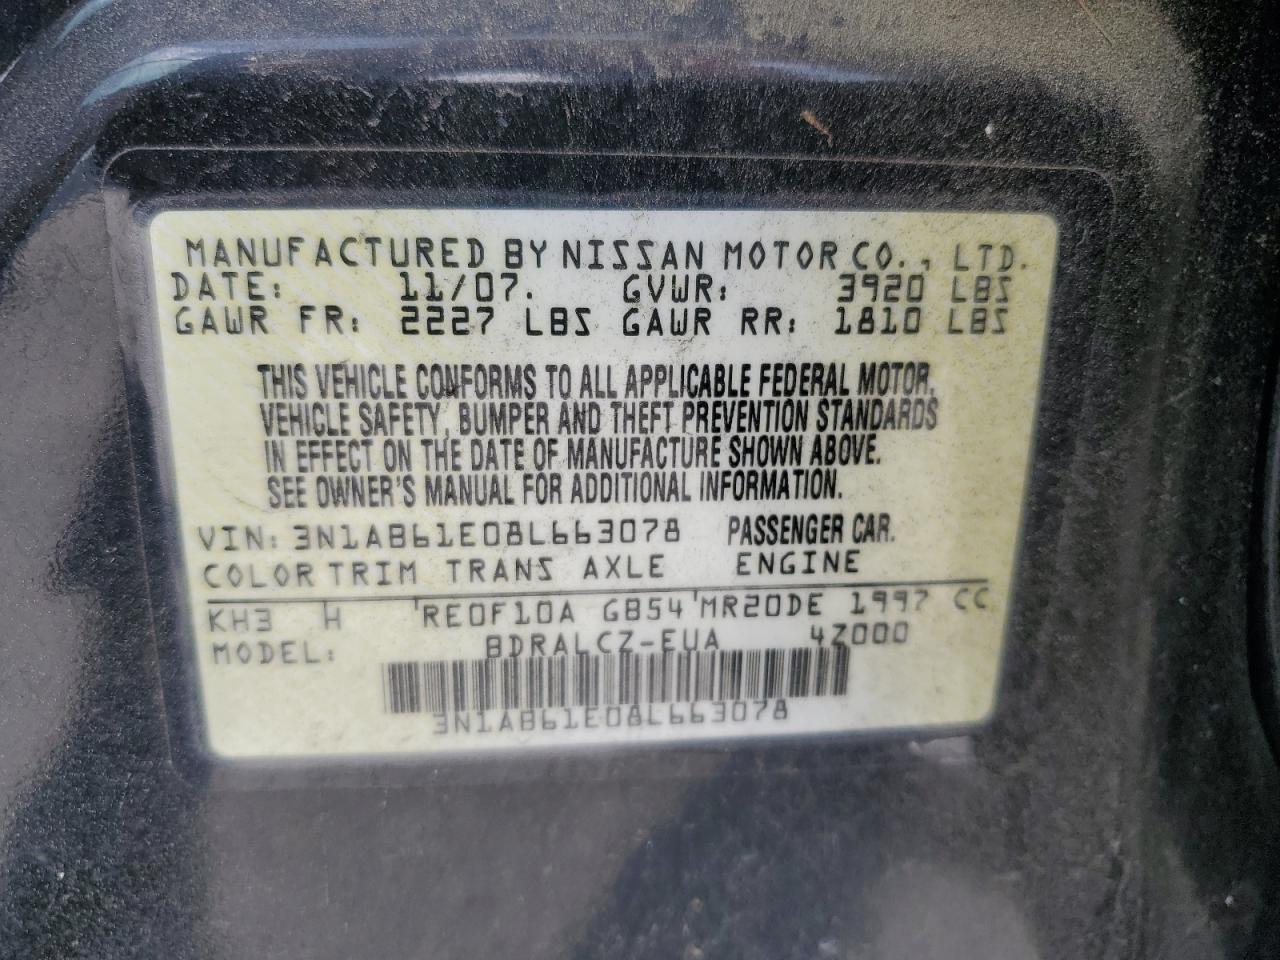 MANUFACTURED BY NISSAN MOTOR CO., LTD.
DATE: 11/07. GVWR: 3920 LBS
GAWR FR: 2227 LBS GAWR RR: 1810 LBS
THIS VEHICLE CONFORMS TO ALL APPLICABLE FEDERAL MOTOR
VEHICLE SAFETY, BUMPER AND THEFT PREVENTION STANDARDS
IN EFFECT ON THE DATE OF MANUFACTURE SHOWN ABOVE.
SEE OWNER'S MANUAL FOR ADDITIONAL INFORMATION.
VIN: 3N1AB61E08L663078 PASSENGER CAR.
COLOR TRIM TRANS AXLE ENGINE
KH3 H RE0F10A GB54 MR20DE 1997 CC
MODEL: BDRALCZ-EUA 4Z000
3N1AB61E08L663078